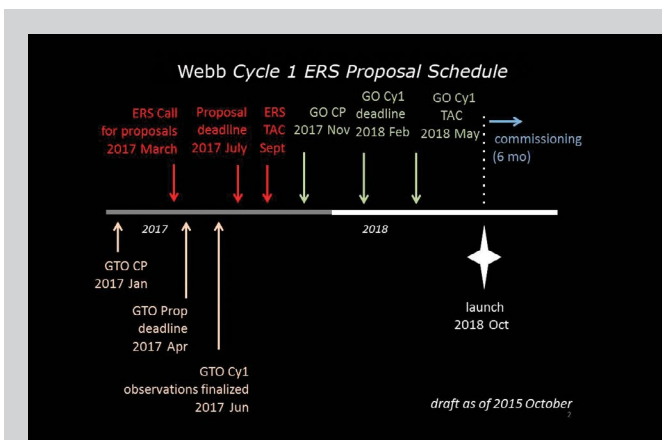 Webb Cycle 1 ERS Proposal Schedule
ERS Call
for proposals
2017 March
Proposal
deadline
2017 July
ERS
TAC
Sept
GO CP
2017 Nov
GO Cy1
deadline
2018 Feb
GO Cy1
TAC
2018 May
commissioning
(6 mo)
2017
2018
GTO CP
2017 Jan
GTO Prop
deadline
2017 Apr
GTO Cy1
observations finalized
2017 Jun
launch
2018 Oct
draft as of 2015 October
2